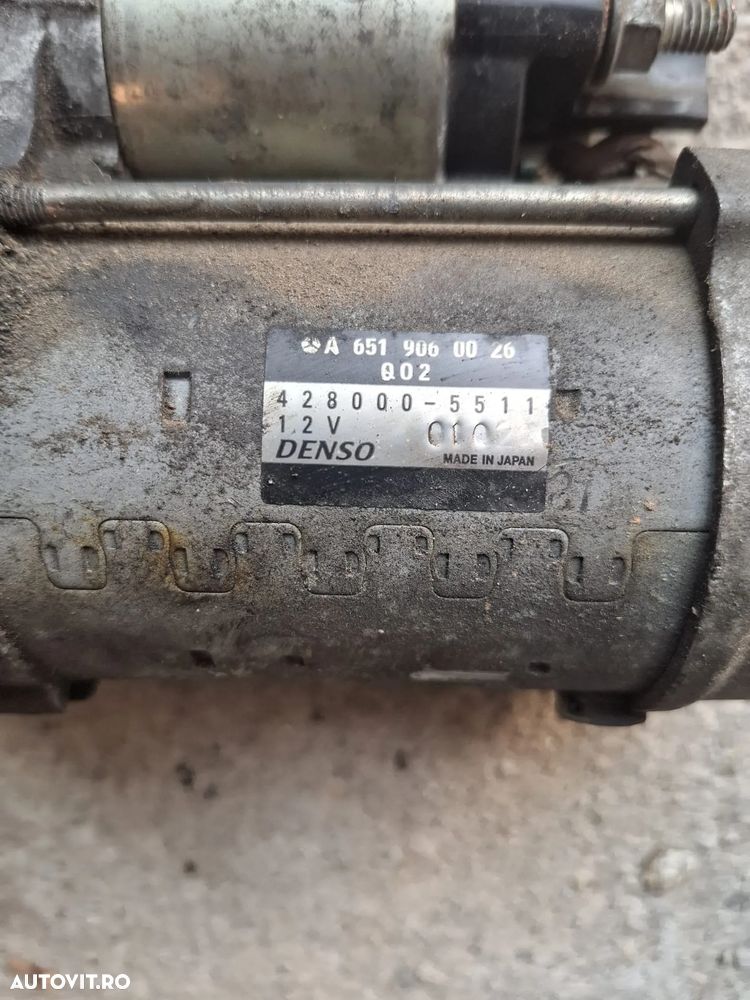 A 651 906 00 26
Q02
428000-5511
12V
DENSO
MADE IN JAPAN
AUTOVIT.RO